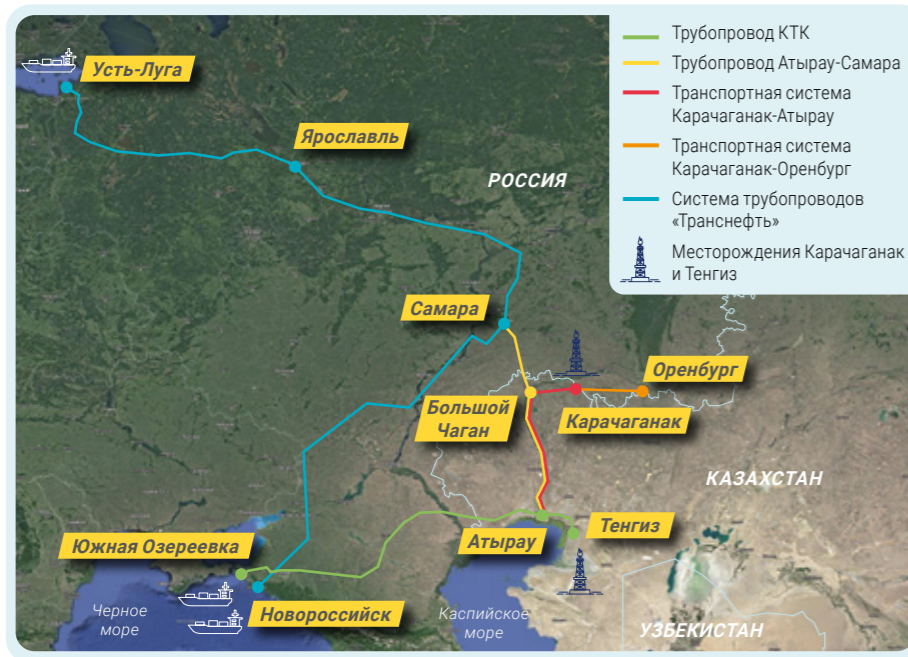 Усть-Луга
Ярославль
РОССИЯ
Самара
Оренбург
Большой
Чаган
Карачаганак
КАЗАХСТАН
Тенгиз
Атырау
Южная Озереевка
Новороссийск
Черное
море
Каспийское
море
УЗБЕКИСТАН
Трубопровод КТК
Трубопровод Атырау-Самара
Транспортная система
Карачаганак-Атырау
Транспортная система
Карачаганак-Оренбург
Система трубопроводов
«Транснефть»
Месторождения Карачаганак
и Тенгиз